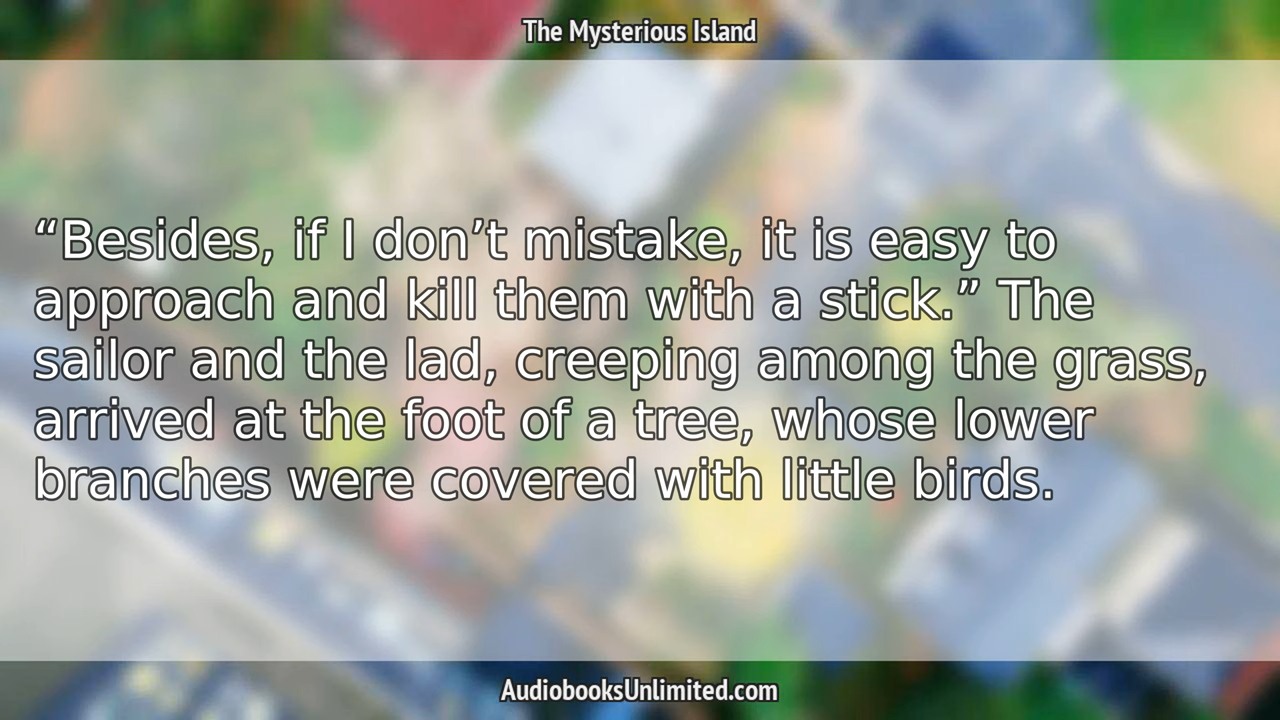 The Mysterious Island
“Besides, if I don’t mistake, it is easy to
approach and kill them with a stick.” The
sailor and the lad, creeping among the grass,
arrived at the foot of a tree, whose lower
branches were covered with little birds.
AudiobooksUnlimited.com